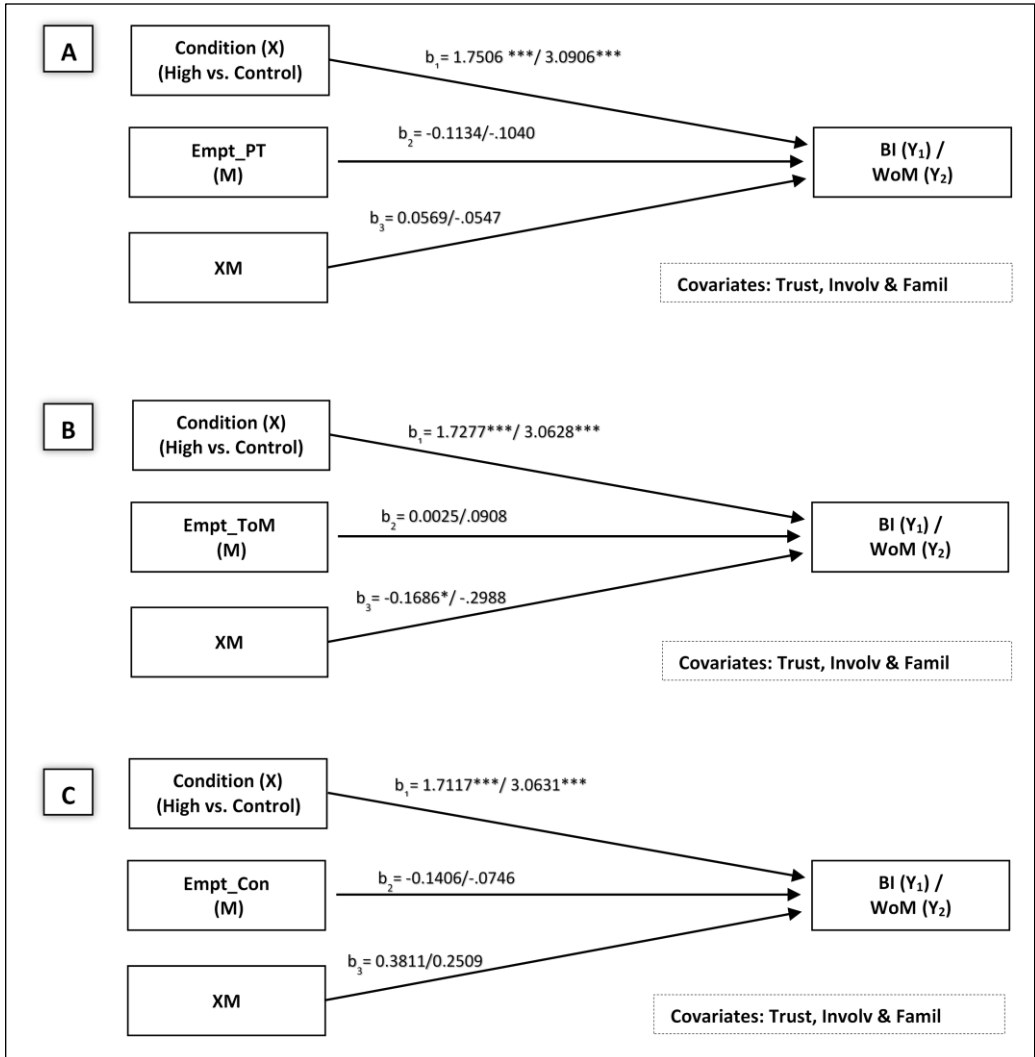 A
Condition (X)
(High vs. Control)
b₁= 1.7506 ***/ 3.0906***
Empt_PT
(M)
b₂= -0.1134/-.1040
BI (Y₁) /
WoM (Y₂)
XM
b₃= 0.0569/-.0547
Covariates: Trust, Involv & Famil
B
Condition (X)
(High vs. Control)
b₁= 1.7277***/ 3.0628***
Empt_ToM
(M)
b₂= 0.0025/.0908
BI (Y₁) /
WoM (Y₂)
XM
b₃= -0.1686*/ -.2988
Covariates: Trust, Involv & Famil
C
Condition (X)
(High vs. Control)
b₁= 1.7117***/ 3.0631***
Empt_Con
(M)
b₂= -0.1406/-.0746
BI (Y₁) /
WoM (Y₂)
XM
b₃= 0.3811/0.2509
Covariates: Trust, Involv & Famil